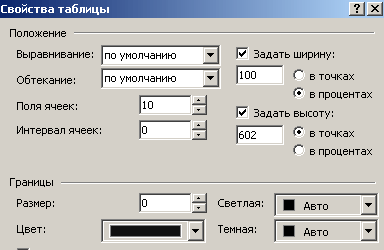 Свойства таблицы
Положение
Выравнивание: по умолчанию
Обтекание: по умолчанию
Поля ячеек: 10
Интервал ячеек: 0
Задать ширину:
100 в точках
в процентах
Задать высоту:
602 в точках
в процентах
Границы
Размер: 0 Светлая: Авто
Цвет: Темная: Авто